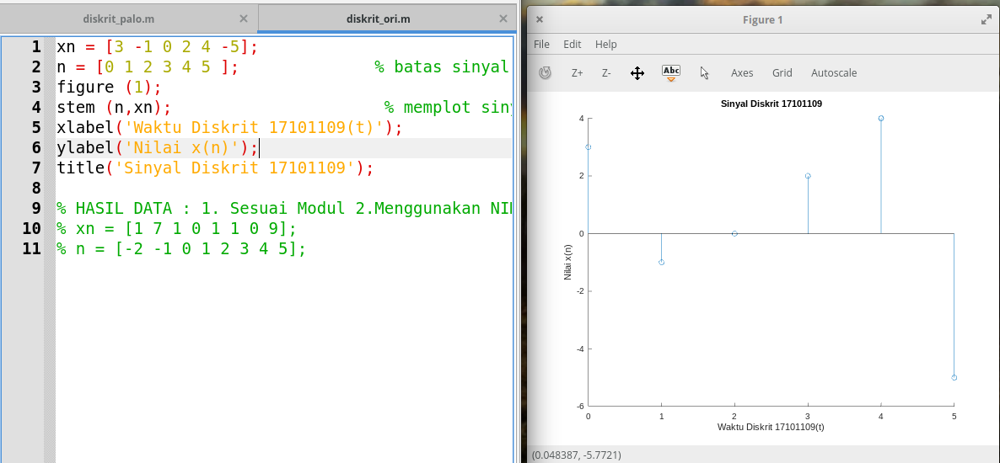 diskrit_palo.m
diskrit_ori.m
1 xn = [3 -1 0 2 4 -5];
2 n = [0 1 2 3 4 5 ]; % batas sinyal
3 figure (1);
4 stem (n,xn); % memplot
5 xlabel('Waktu Diskrit 17101109(t)');
6 ylabel('Nilai x(n)');
7 title('Sinyal Diskrit 17101109');
8
9 % HASIL DATA : 1. Sesuai Modul 2.Menggunakan
10 % xn = [1 7 1 0 1 1 0 9];
11 % n = [-2 -1 0 1 2 3 4 5];
Figure 1
File Edit Help
Z+ Z- Abc Axes Grid Autoscale
Sinyal Diskrit 17101109
4
2
0
-2
-4
-6
Nilai x(n)
0 1 2 3 4 5
Waktu Diskrit 17101109(t)
(0.048387, -5.7721)